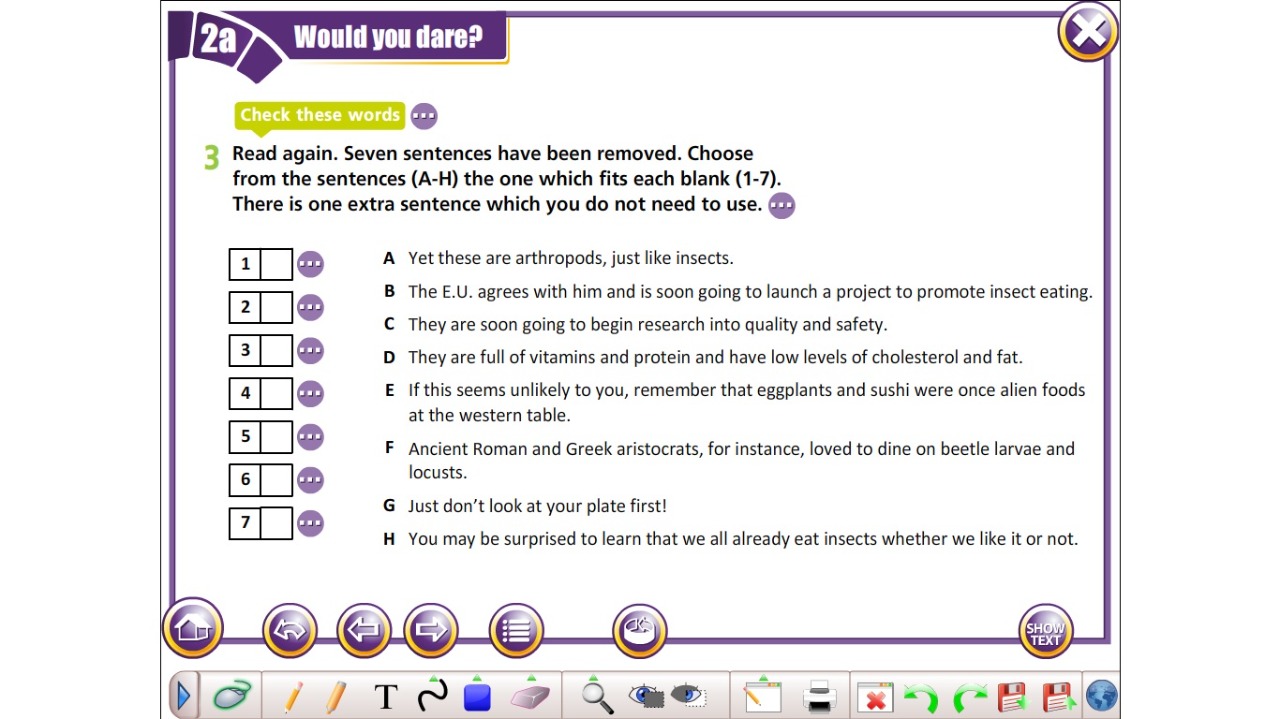 2a Would you dare?
Check these words
3 Read again. Seven sentences have been removed. Choose
from the sentences (A-H) the one which fits each blank (1-7).
There is one extra sentence which you do not need to use.
1
2
3
4
5
6
7
A Yet these are arthropods, just like insects.
B The E.U. agrees with him and is soon going to launch a project to promote insect eating.
C They are soon going to begin research into quality and safety.
D They are full of vitamins and protein and have low levels of cholesterol and fat.
E If this seems unlikely to you, remember that eggplants and sushi were once alien foods
at the western table.
F Ancient Roman and Greek aristocrats, for instance, loved to dine on beetle larvae and
locusts.
G Just don't look at your plate first!
H You may be surprised to learn that we all already eat insects whether we like it or not.
SHOW
TEXT
T